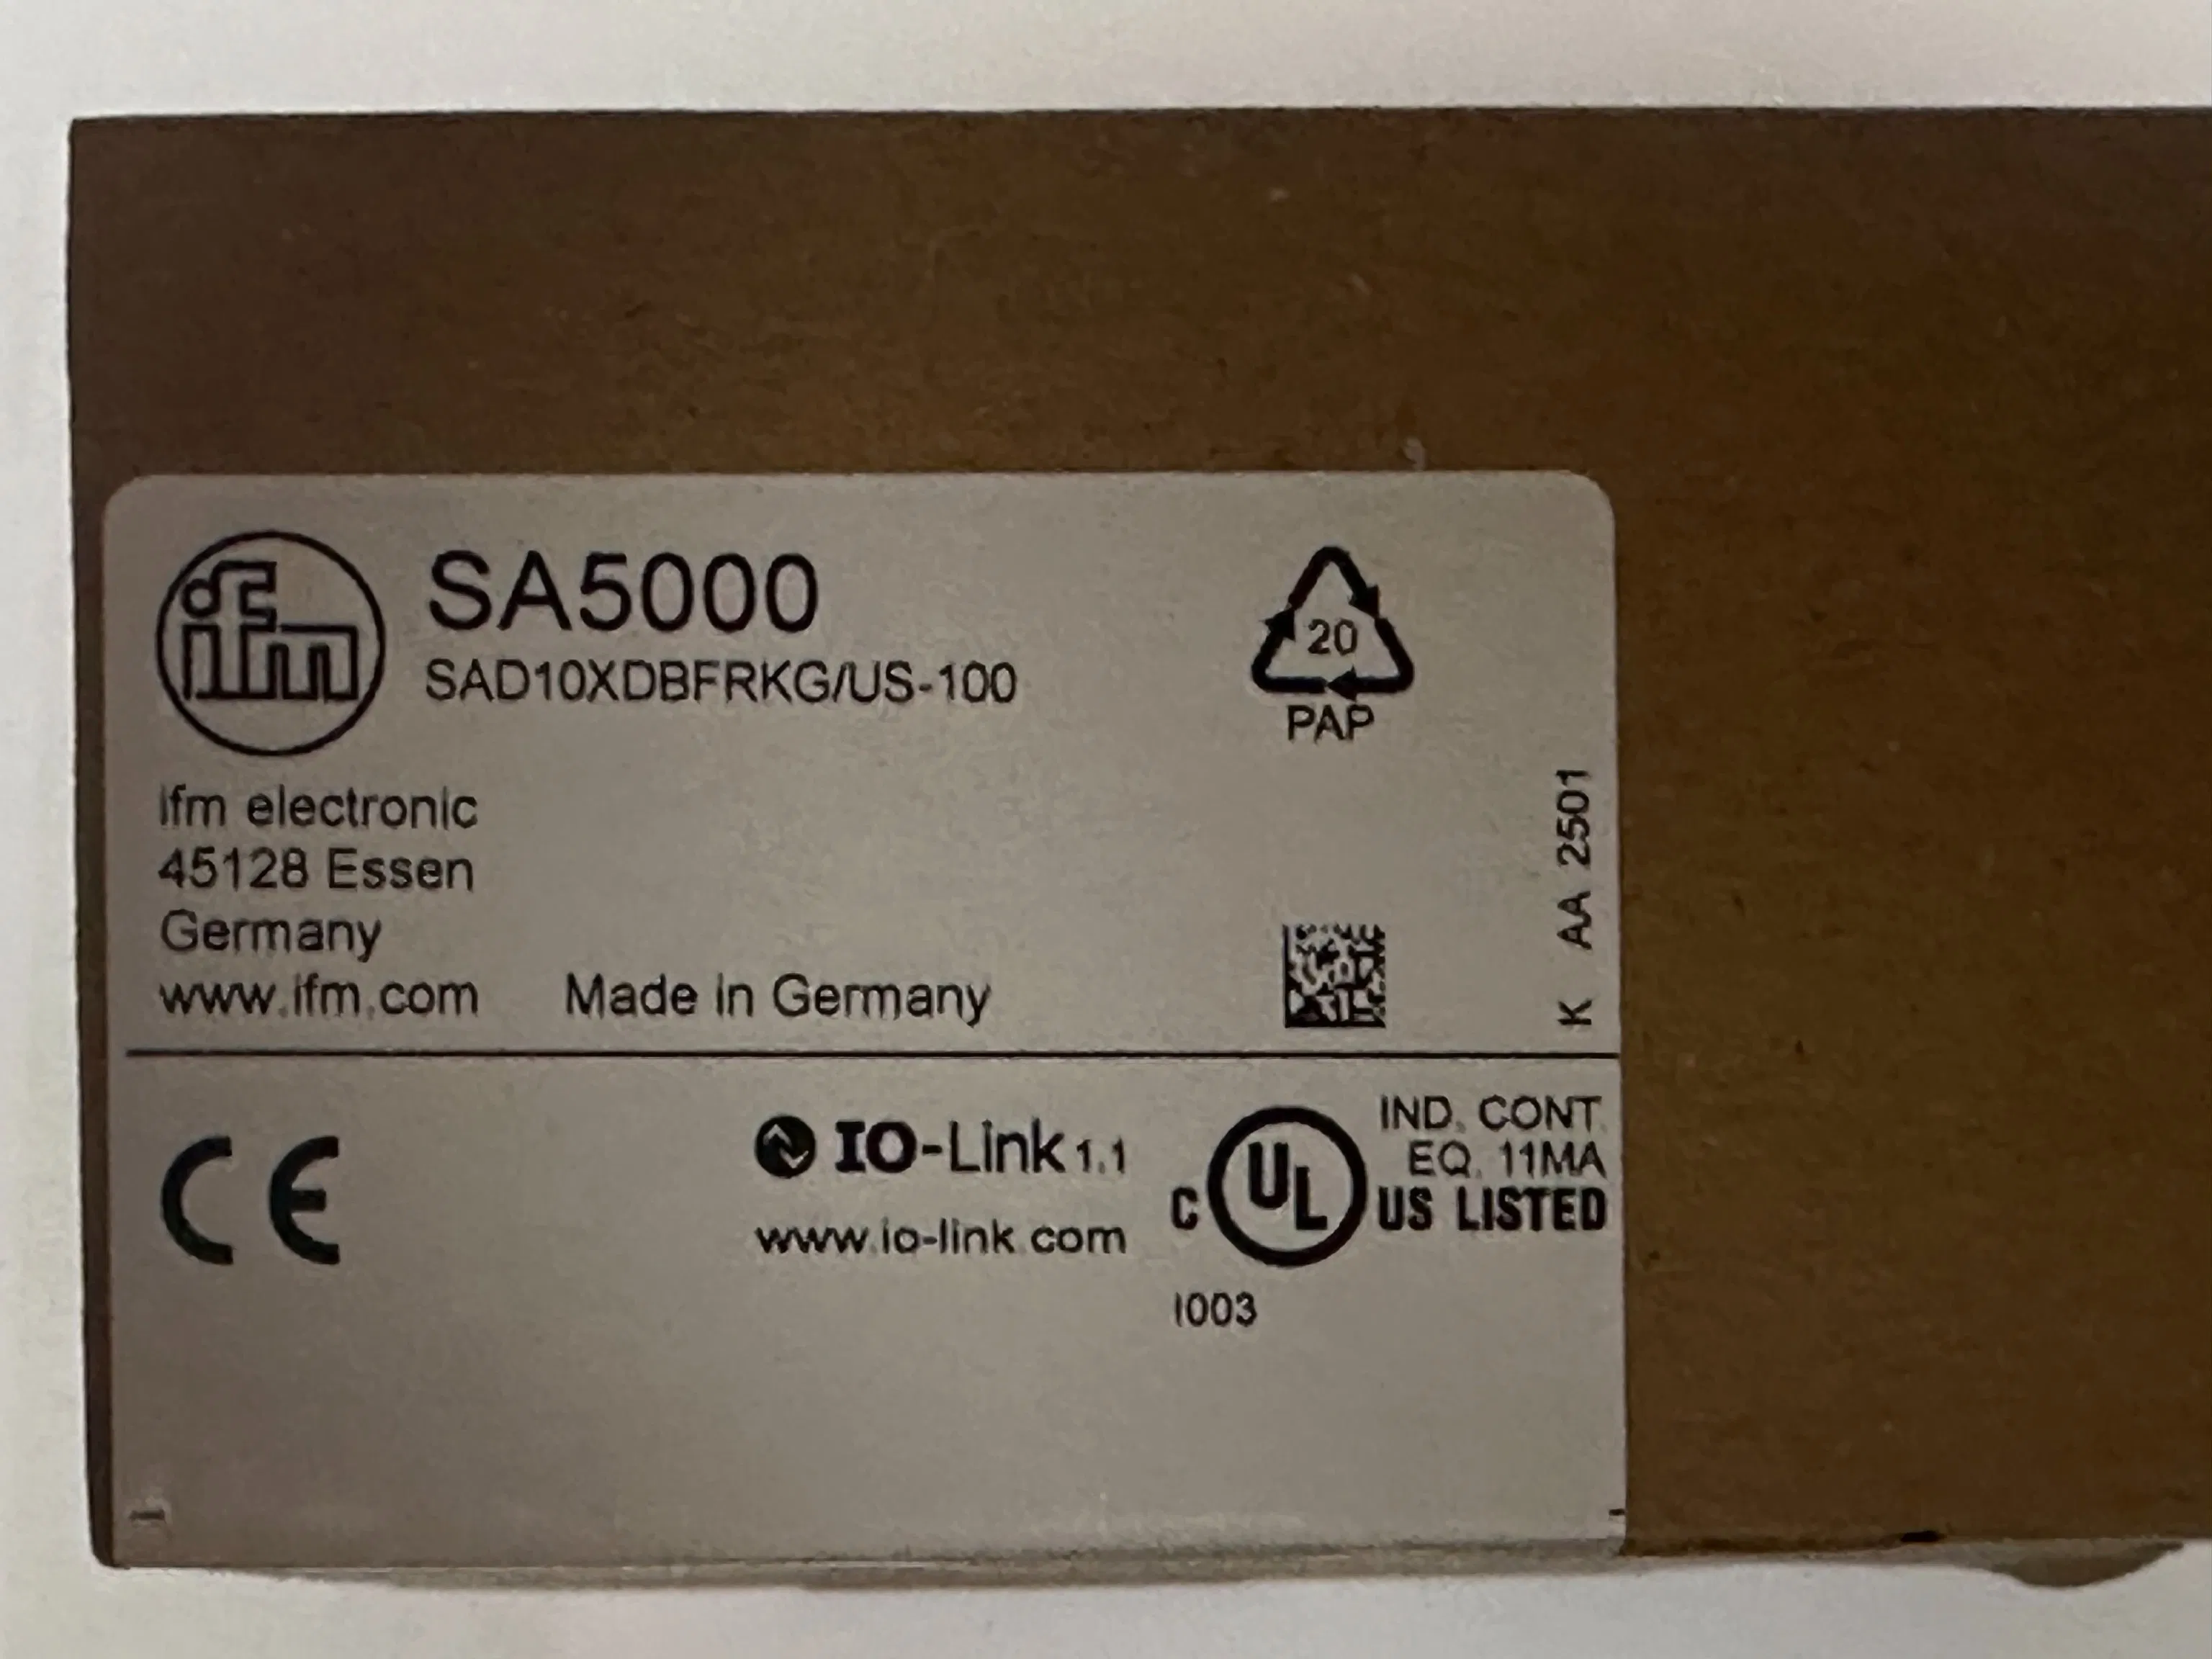 ifm
SA5000
SAD10XDBFRKG/US-100
20
PAP
ifm electronic
45128 Essen
Germany
www.ifm.com
Made in Germany
K AA 2501
CE
IO-Link 1.1
www.io-link.com
C UL US LISTED
IND. CONT.
EQ. 11MA
I003